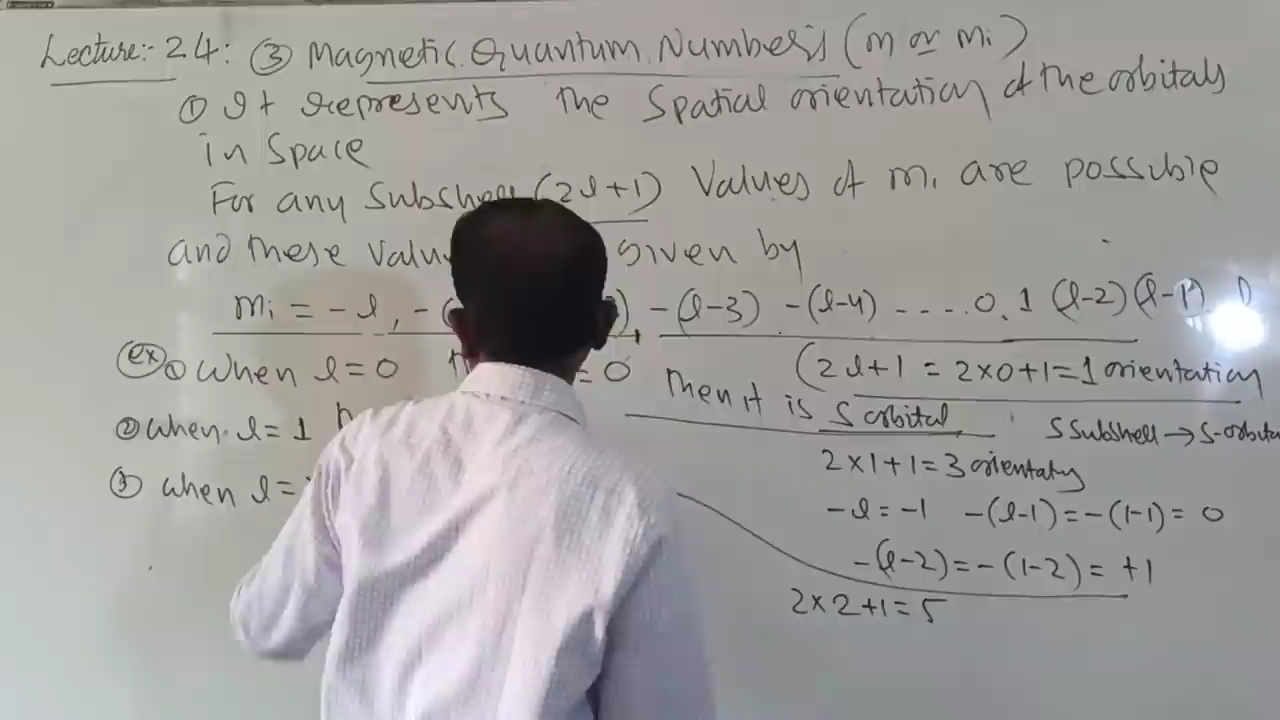 Lecture:- 24: ③ Magnetic Quantum Numbers (m or mₗ)
① It represents the Spatial orientation of the orbitals
in Space
For any Subshell (2l+1) Values of mₗ are possible
and these given by
mₗ = -l, -(l-3) -(l-4) ---- 0, 1 (l-2)(l-1) l
(ex) ① when l=0 =0 (2l+1 = 2×0+1=1 orientation
Then it is S orbital S Subshell → S-orbita
② when l=1 2×1+1=3 orientatn
③ when l=
-l=-1 -(l-1)=-(1-1)= 0
-(l-2)=-(1-2)= +1
2×2+1=5